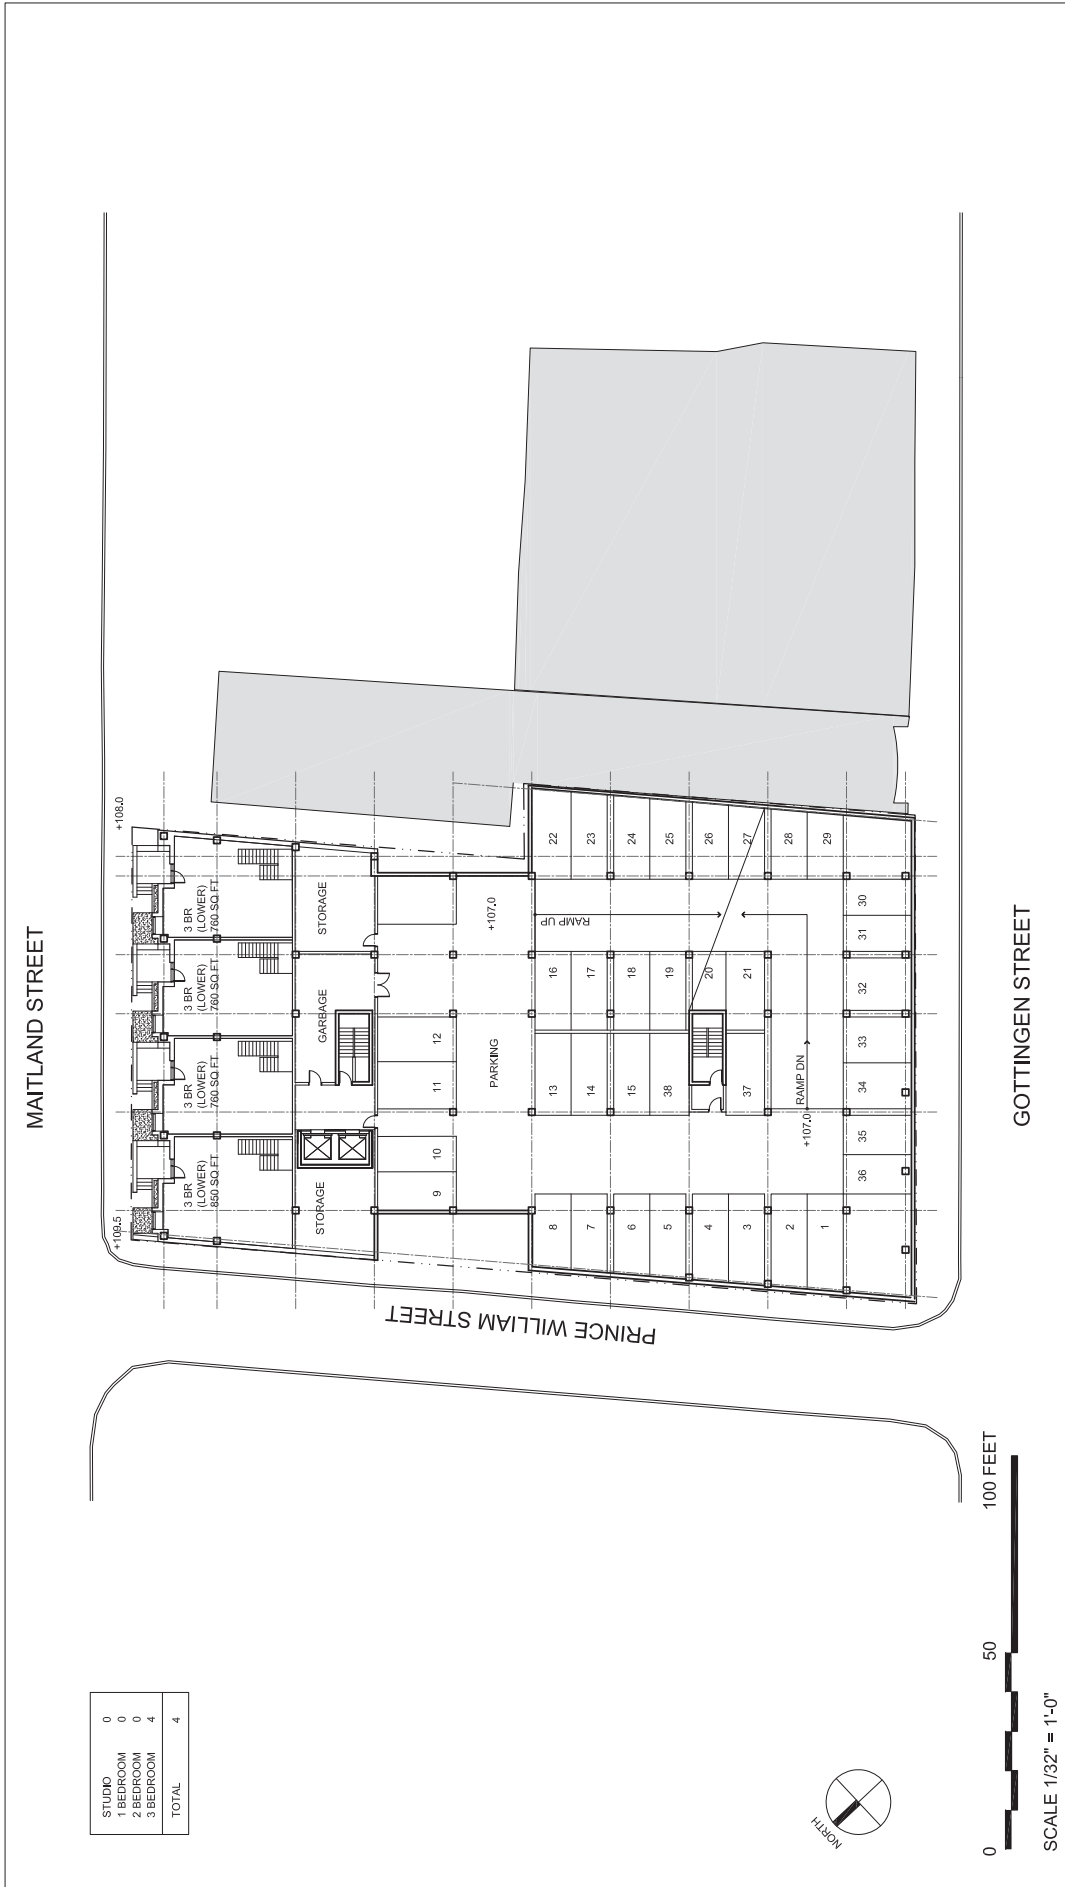 MAITLAND STREET
+109.5
+108.0
3 BR
(LOWER)
850 SQ FT
3 BR
(LOWER)
760 SQ FT
3 BR
(LOWER)
760 SQ FT
3 BR
(LOWER)
760 SQ FT
STORAGE
GARBAGE
STORAGE
9
10
11
12
PARKING
+107.0
PRINCE WILLIAM STREET
8
7
6
5
4
3
2
1
13
14
15
38
37
16
17
18
19
20
21
RAMP UP
22
23
24
25
26
27
28
29
+107.0
RAMP DN
36
35
34
33
32
31
30
GOTTINGEN STREET
STUDIO 0
1 BEDROOM 0
2 BEDROOM 0
3 BEDROOM 4
TOTAL 4
NORTH
0 50 100 FEET
SCALE 1/32" = 1'-0"